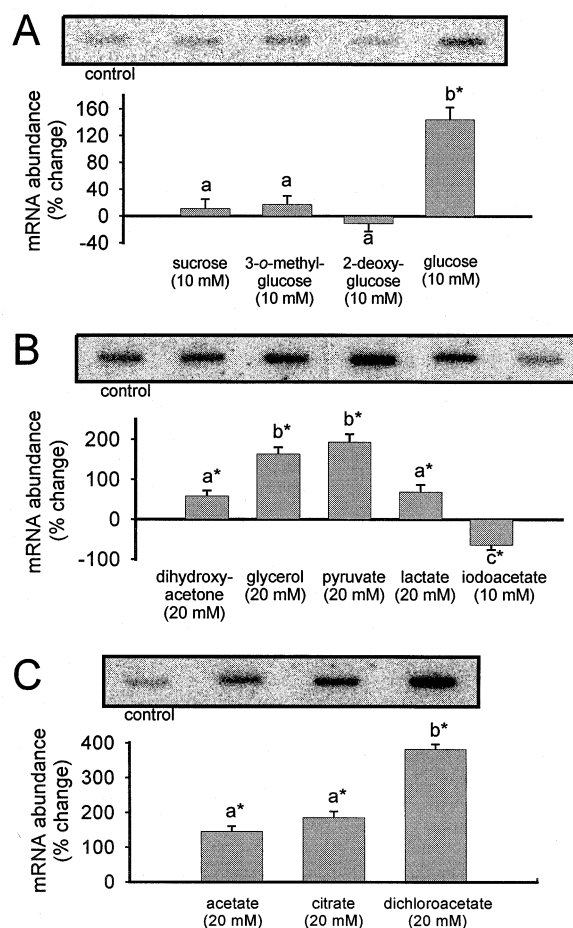 A
control
mRNA abundance
(% change)
160
120
80
40
0
-40
a
a
a
b*
sucrose
(10 mM)
3-o-methyl-
glucose
(10 mM)
2-deoxy-
glucose
(10 mM)
glucose
(10 mM)
B
control
mRNA abundance
(% change)
200
100
0
-100
a*
b*
b*
a*
c*
dihydroxy-
acetone
(20 mM)
glycerol
(20 mM)
pyruvate
(20 mM)
lactate
(20 mM)
iodoacetate
(10 mM)
C
control
mRNA abundance
(% change)
400
300
200
100
0
a*
a*
b*
acetate
(20 mM)
citrate
(20 mM)
dichloroacetate
(20 mM)